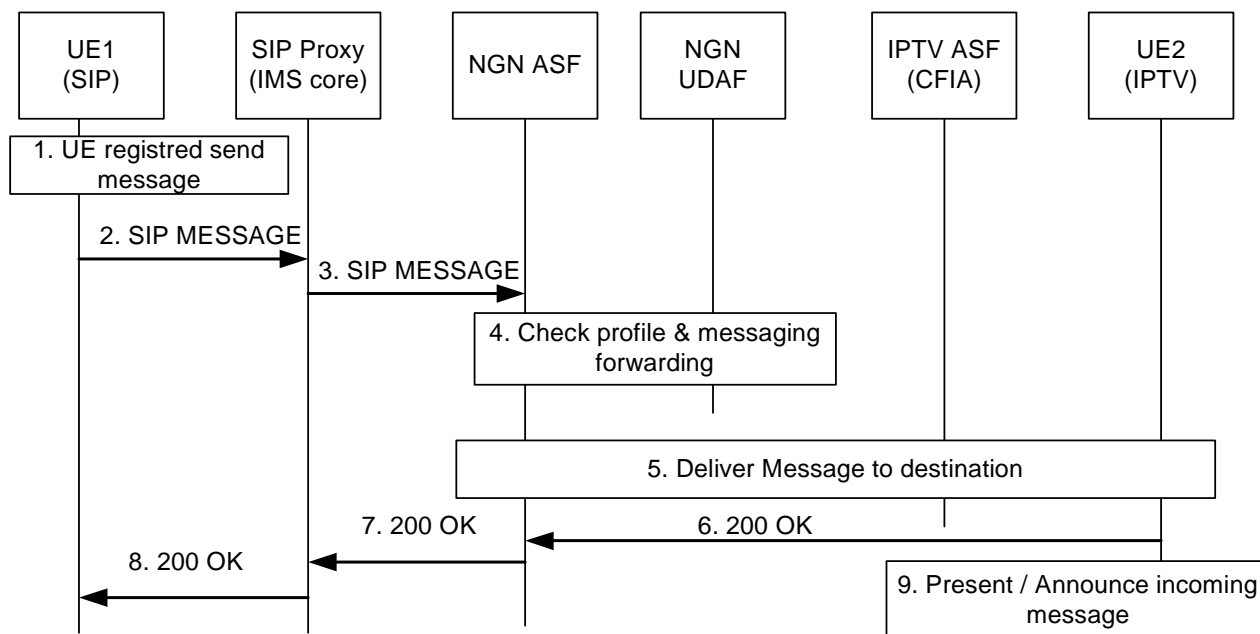 UE1
(SIP)
SIP Proxy
(IMS core)
NGN ASF
NGN
UDAF
IPTV ASF
(CFIA)
UE2
(IPTV)
1. UE registred send
message
2. SIP MESSAGE
3. SIP MESSAGE
4. Check profile & messaging
forwarding
5. Deliver Message to destination
6. 200 OK
7. 200 OK
8. 200 OK
9. Present / Announce incoming
message